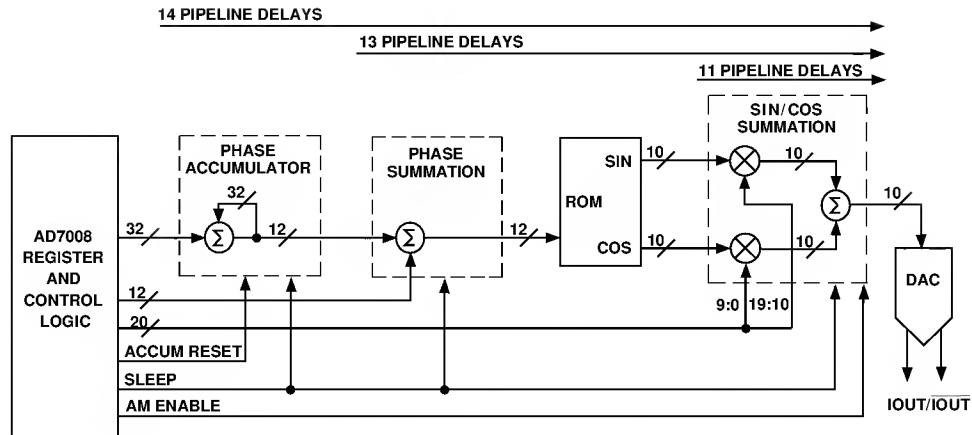 14 PIPELINE DELAYS
13 PIPELINE DELAYS
11 PIPELINE DELAYS
SIN/COS
SUMMATION
PHASE
ACCUMULATOR
PHASE
SUMMATION
AD7008
REGISTER
AND
CONTROL
LOGIC
32
32
Σ
12
Σ
12
ROM
SIN
COS
10
10
10
10
Σ
10
DAC
12
20
9:0
19:10
ACCUM RESET
SLEEP
AM ENABLE
IOUT/IOUT